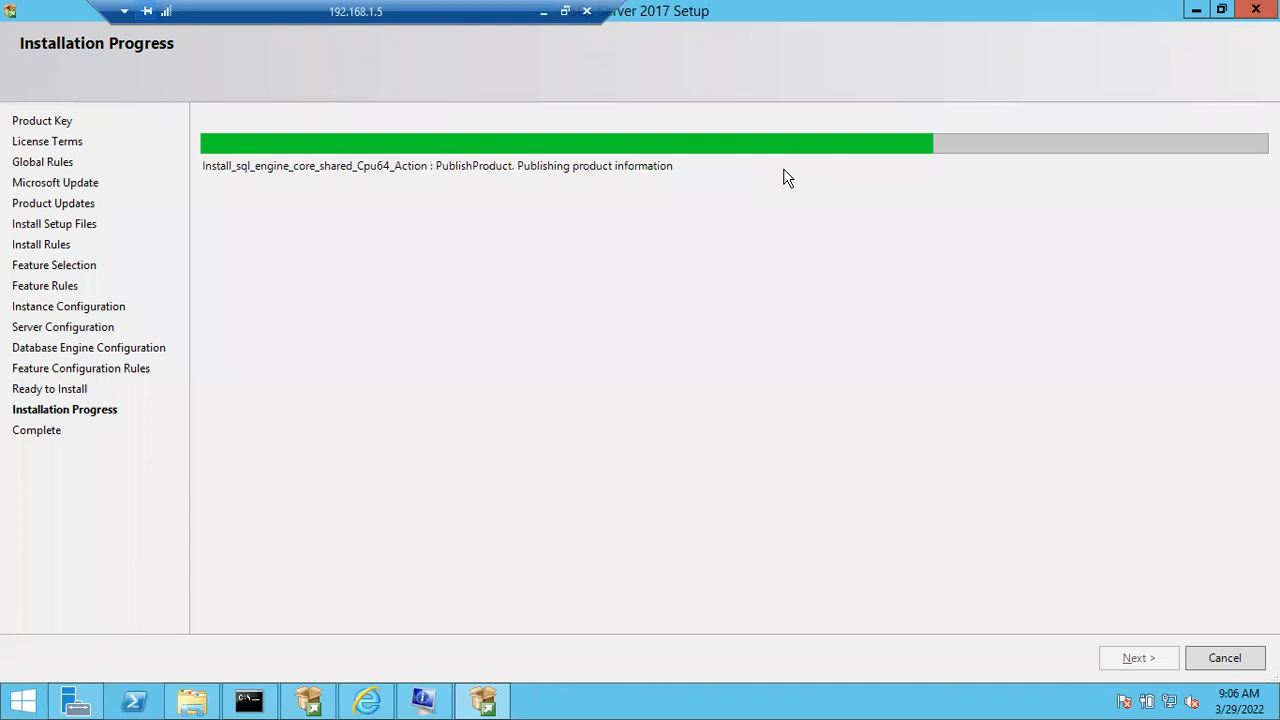 192.168.1.5
Server 2017 Setup
Installation Progress
Product Key
License Terms
Global Rules
Microsoft Update
Product Updates
Install Setup Files
Install Rules
Feature Selection
Feature Rules
Instance Configuration
Server Configuration
Database Engine Configuration
Feature Configuration Rules
Ready to Install
Installation Progress
Complete
Install_sql_engine_core_shared_Cpu64_Action : PublishProduct. Publishing product information
Next >
Cancel
9:06 AM
3/29/2022